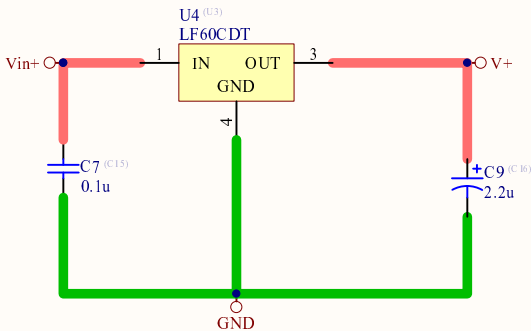 U4 (U3)
LF60CDT
Vin+
1
IN
OUT
3
V+
GND
4
C7 (C15)
0.1u
+
C9 (C16)
2.2u
GND